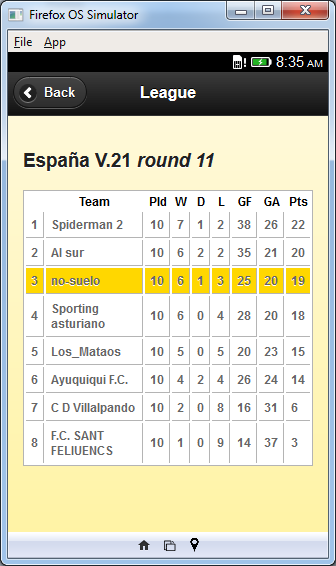 Firefox OS Simulator
File App
8:35 AM
Back League
España V.21 round 11
Team Pld W D L GF GA Pts
1 Spiderman 2 10 7 1 2 38 26 22
2 Al sur 10 6 2 2 35 21 20
3 no-suelo 10 6 1 3 25 20 19
4 Sporting asturiano 10 6 0 4 28 20 18
5 Los_Mataos 10 5 0 5 20 23 15
6 Ayuquiqui F.C. 10 4 2 4 26 24 14
7 C D Villalpando 10 2 0 8 16 31 6
8 F.C. SANT FELIUENCS 10 1 0 9 14 37 3